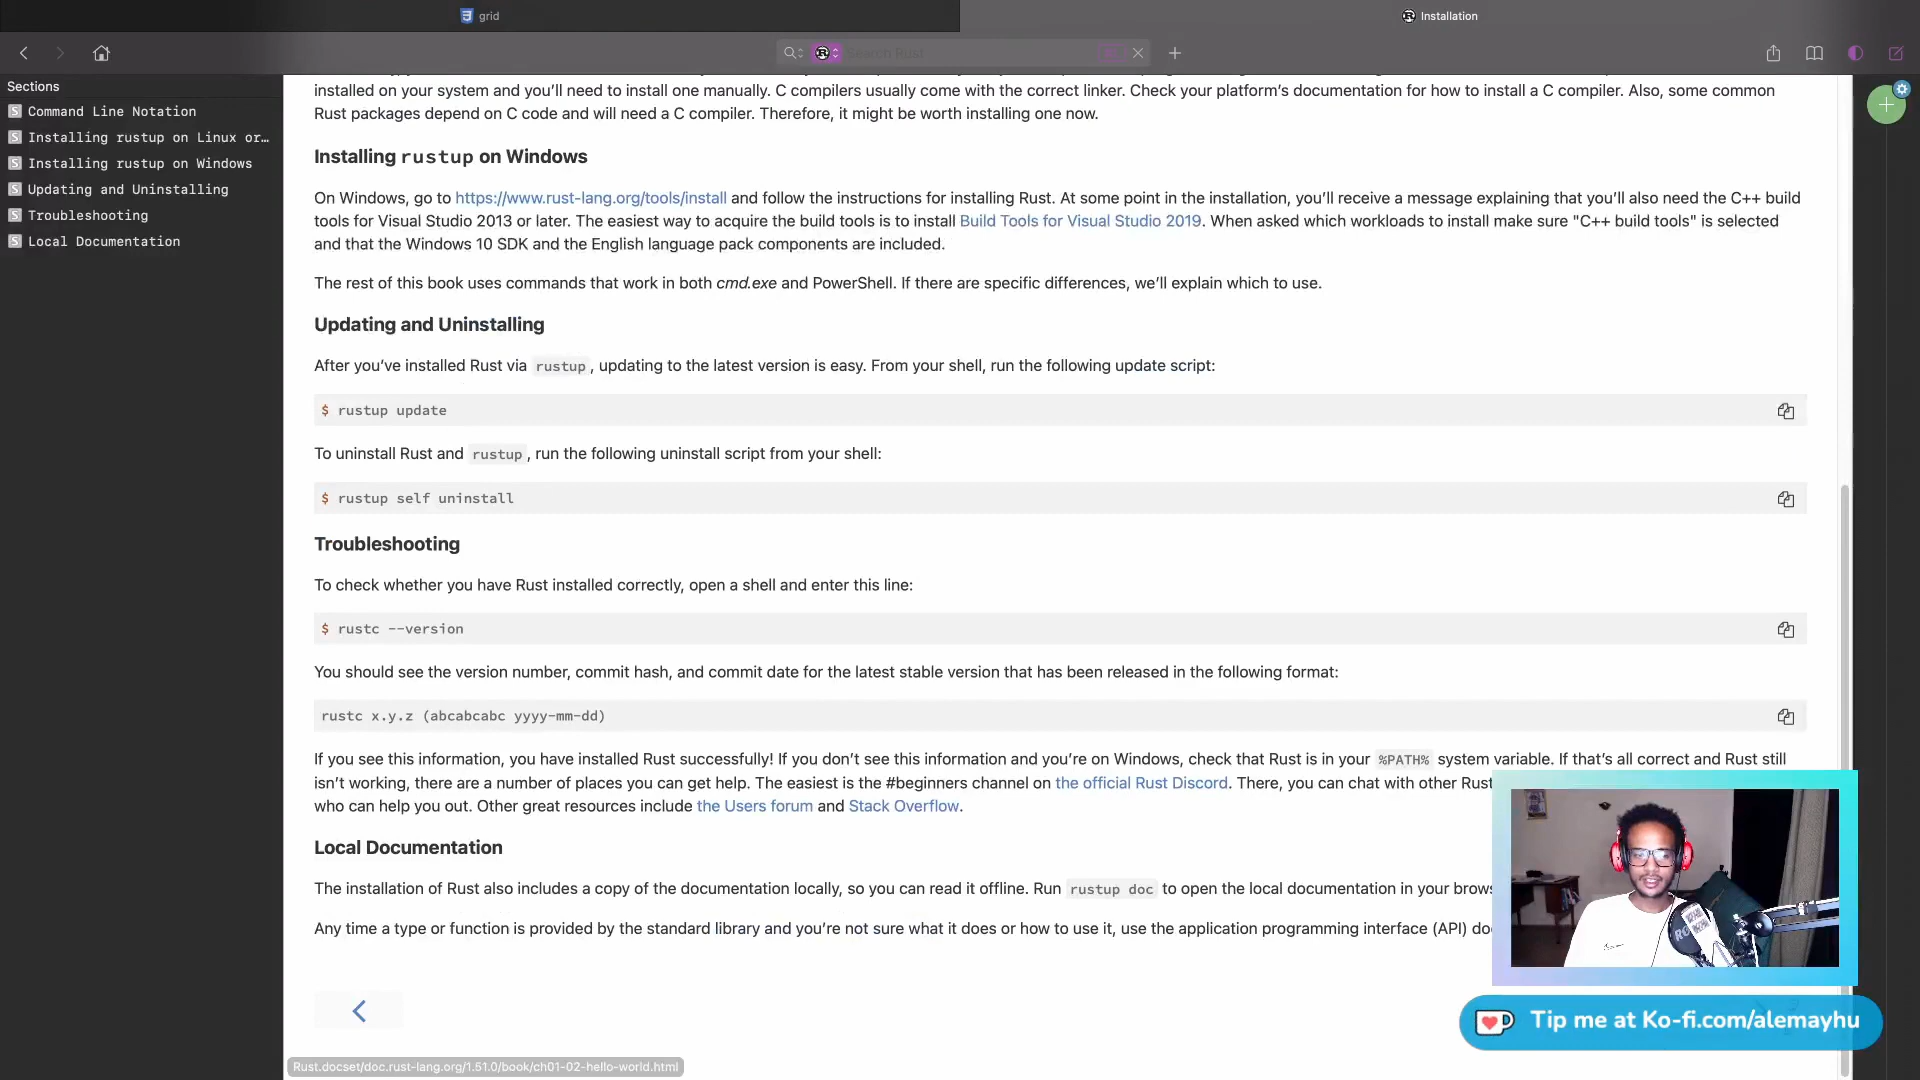 grid
Installation
Search Rust
Sections
Command Line Notation
Installing rustup on Linux or…
Installing rustup on Windows
Updating and Uninstalling
Troubleshooting
Local Documentation
installed on your system and you’ll need to install one manually. C compilers usually come with the correct linker. Check your platform’s documentation for how to install a C compiler. Also, some common
Rust packages depend on C code and will need a C compiler. Therefore, it might be worth installing one now.
Installing rustup on Windows
On Windows, go to https://www.rust-lang.org/tools/install and follow the instructions for installing Rust. At some point in the installation, you’ll receive a message explaining that you’ll also need the C++ build
tools for Visual Studio 2013 or later. The easiest way to acquire the build tools is to install Build Tools for Visual Studio 2019. When asked which workloads to install make sure "C++ build tools" is selected
and that the Windows 10 SDK and the English language pack components are included.
The rest of this book uses commands that work in both cmd.exe and PowerShell. If there are specific differences, we’ll explain which to use.
Updating and Uninstalling
After you’ve installed Rust via rustup, updating to the latest version is easy. From your shell, run the following update script:
$ rustup update
To uninstall Rust and rustup, run the following uninstall script from your shell:
$ rustup self uninstall
Troubleshooting
To check whether you have Rust installed correctly, open a shell and enter this line:
$ rustc --version
You should see the version number, commit hash, and commit date for the latest stable version that has been released in the following format:
rustc x.y.z (abcabcabc yyyy-mm-dd)
If you see this information, you have installed Rust successfully! If you don’t see this information and you’re on Windows, check that Rust is in your %PATH% system variable. If that’s all correct and Rust still
isn’t working, there are a number of places you can get help. The easiest is the #beginners channel on the official Rust Discord. There, you can chat with other Rust
who can help you out. Other great resources include the Users forum and Stack Overflow.
Local Documentation
The installation of Rust also includes a copy of the documentation locally, so you can read it offline. Run rustup doc to open the local documentation in your brows
Any time a type or function is provided by the standard library and you’re not sure what it does or how to use it, use the application programming interface (API) do
Tip me at Ko-fi.com/alemayhu
Rust.docset/doc.rust-lang.org/1.51.0/book/ch01-02-hello-world.html